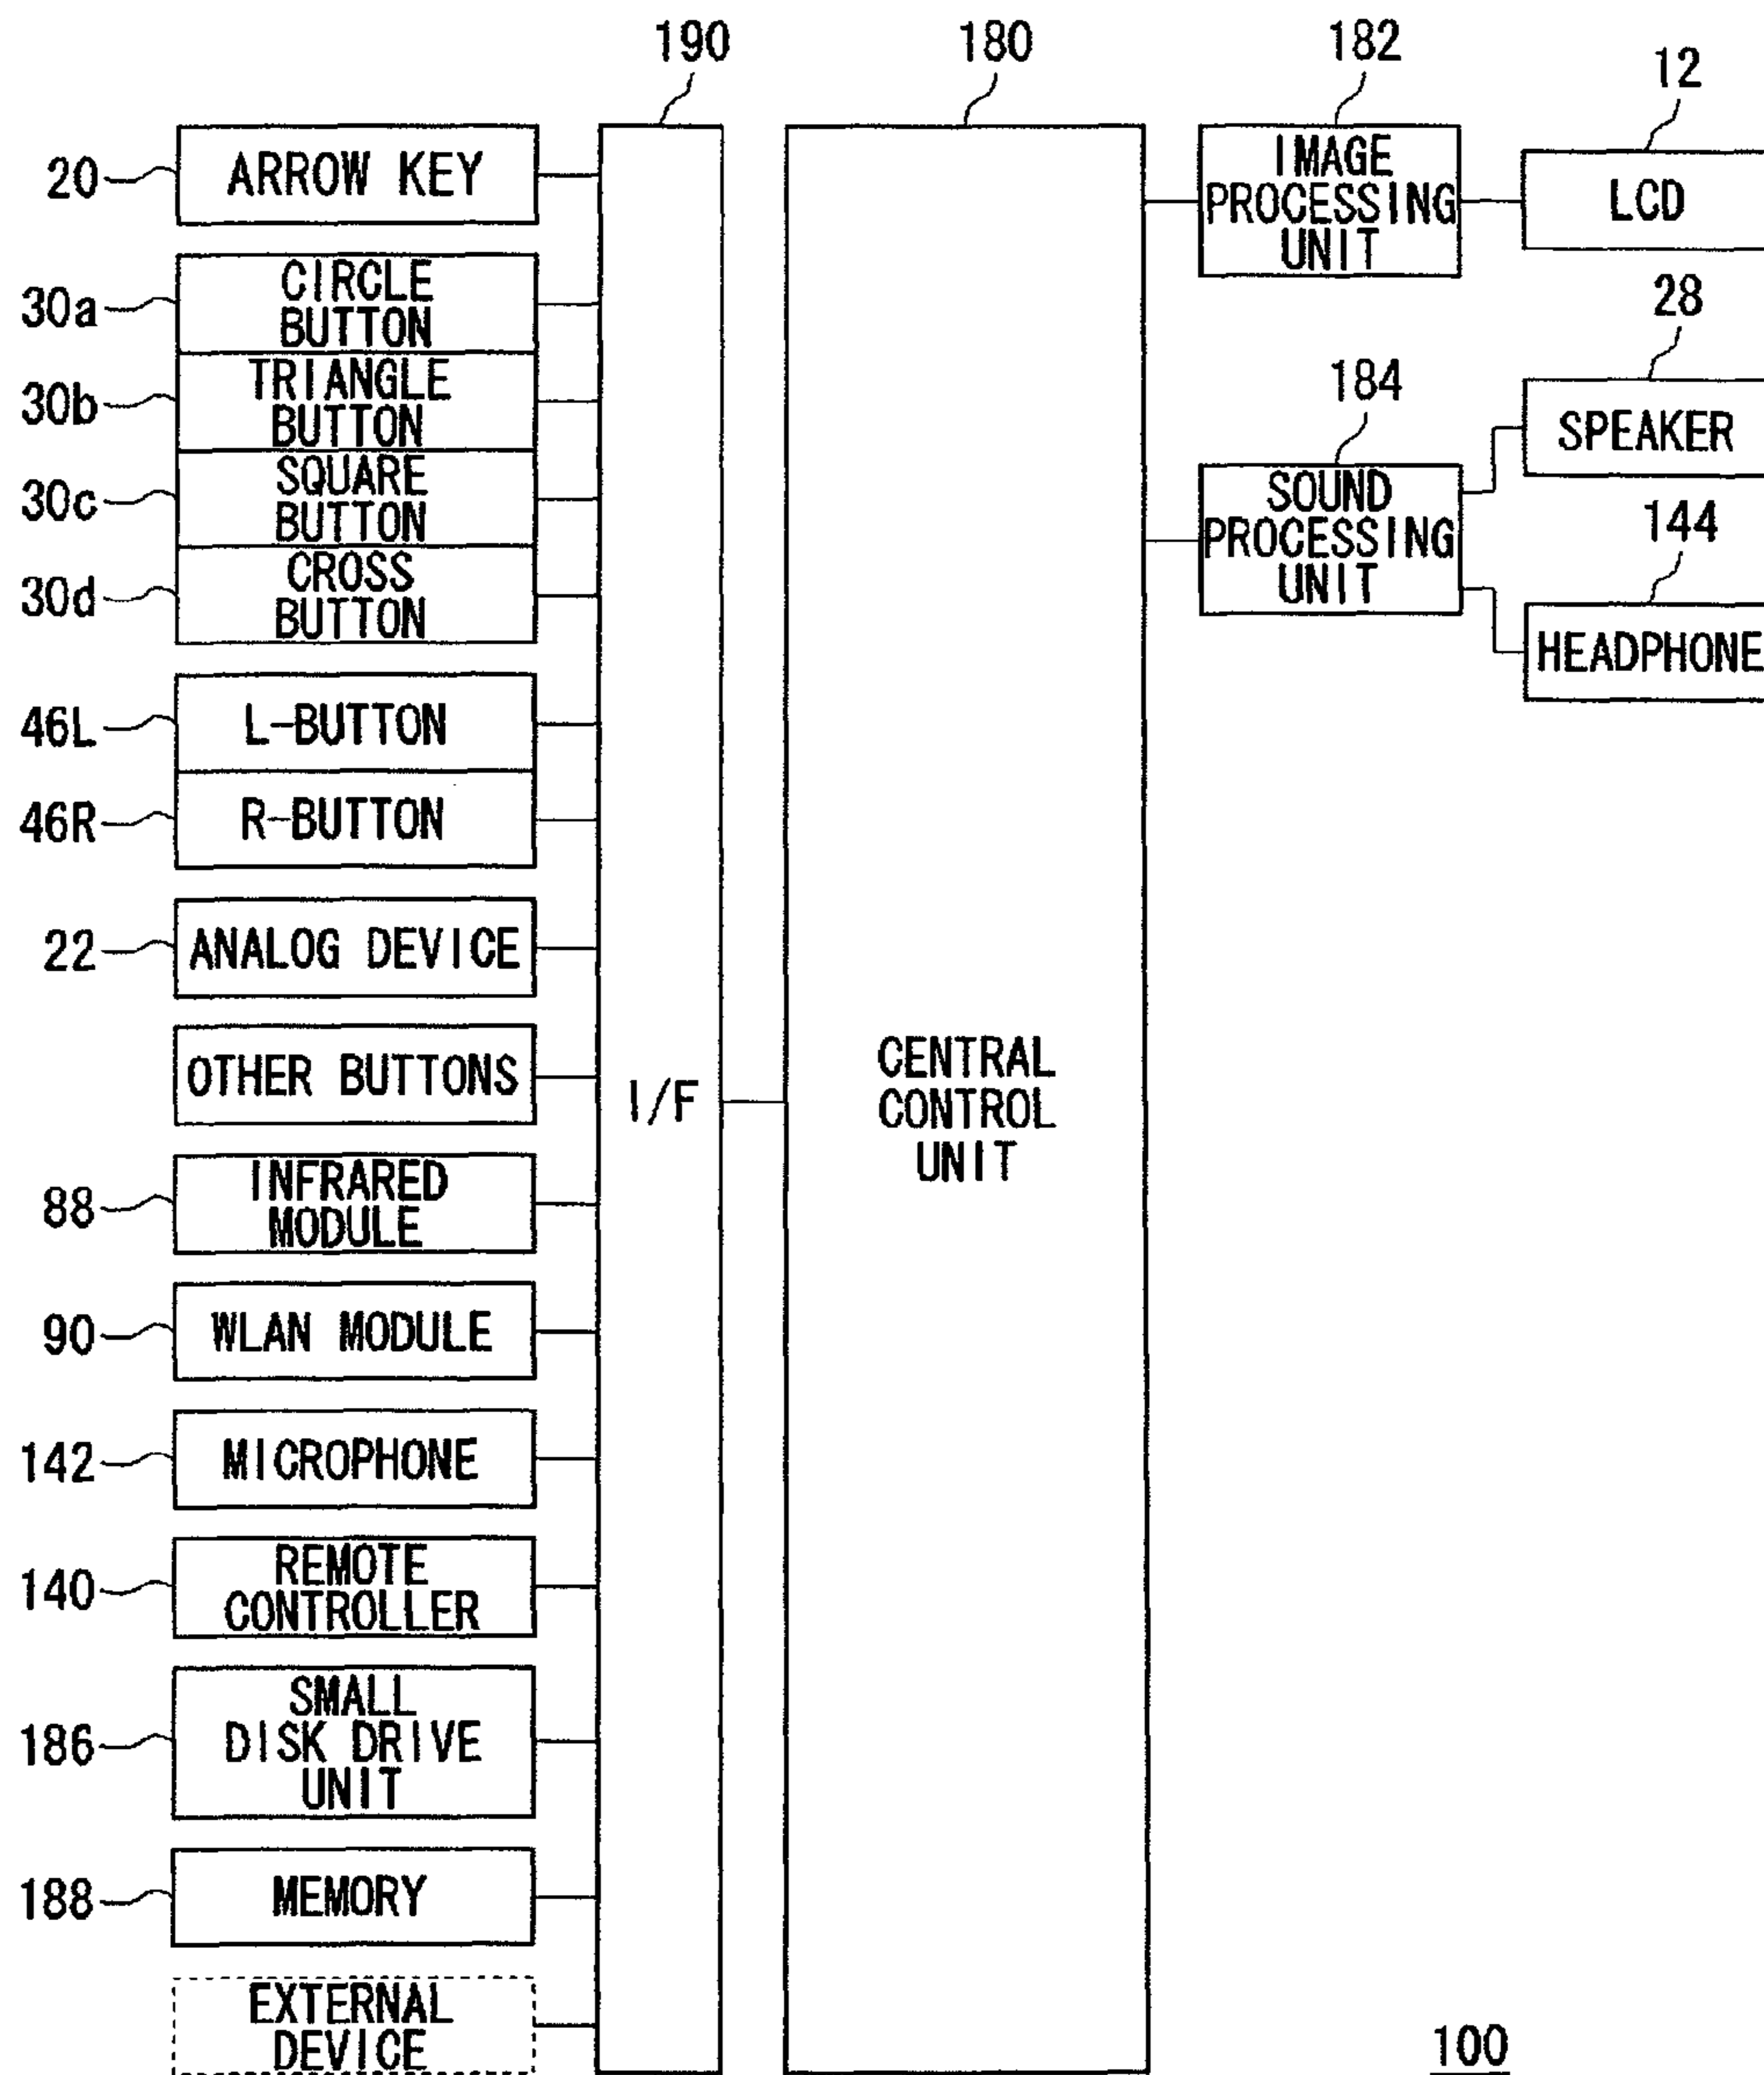 190
180
182
12
20
ARROW KEY
IMAGE
PROCESSING
UNIT
LCD
30a
CIRCLE
BUTTON
28
30b
TRIANGLE
BUTTON
184
SPEAKER
30c
SQUARE
BUTTON
SOUND
PROCESSING
UNIT
144
30d
CROSS
BUTTON
HEADPHONE
46L
L-BUTTON
46R
R-BUTTON
22
ANALOG DEVICE
OTHER BUTTONS
I/F
CENTRAL
CONTROL
UNIT
88
INFRARED
MODULE
90
WLAN MODULE
142
MICROPHONE
140
REMOTE
CONTROLLER
186
SMALL
DISK DRIVE
UNIT
188
MEMORY
EXTERNAL
DEVICE
100